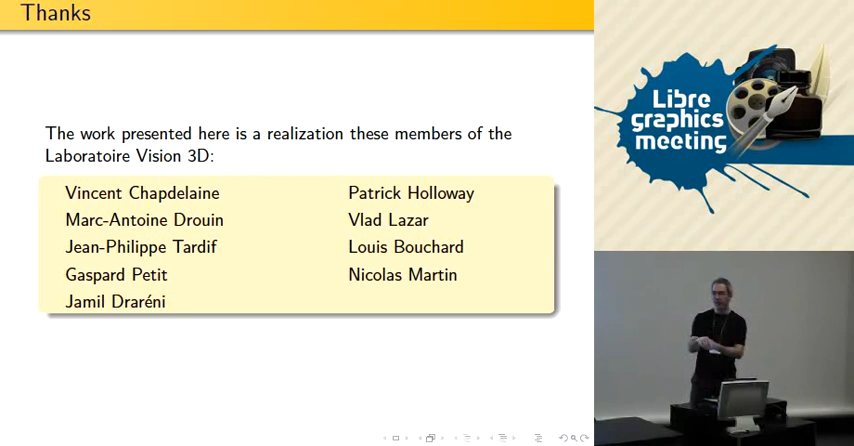 Thanks
The work presented here is a realization these members of the
Laboratoire Vision 3D:
Vincent Chapdelaine
Marc-Antoine Drouin
Jean-Philippe Tardif
Gaspard Petit
Jamil Draréni
Patrick Holloway
Vlad Lazar
Louis Bouchard
Nicolas Martin
Libre
graphics
meeting